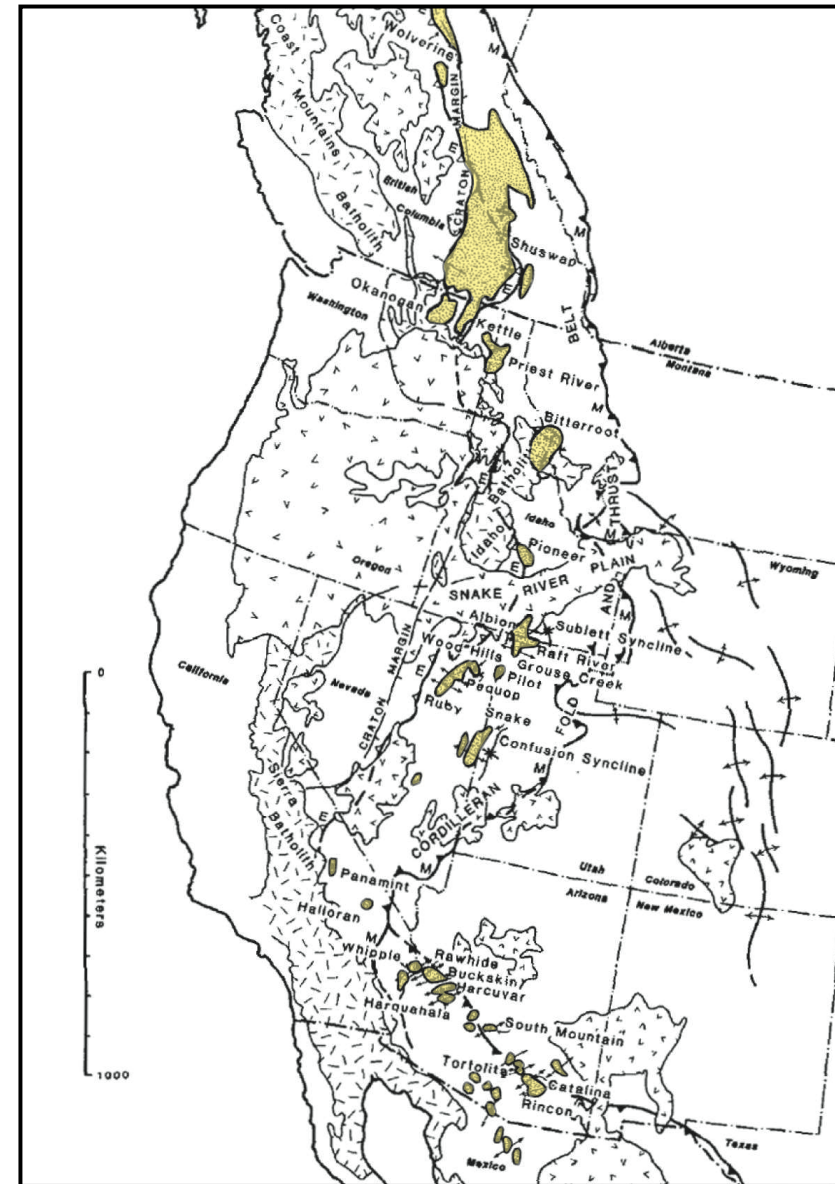 Coast
Mountains
Batholith
Wolverine
M
CRATON MARGIN
E
British
Columbia
M
Shuswap
E
Okanogan
Washington
Kettle
BELT
Alberta
Montana
Priest River
M
Bitterroot
E
Batholith
Idaho
Idaho
THRUST
M
Pioneer
E
Wyoming
Oregon
SNAKE RIVER PLAIN
AND
M
Albion
Sublett Syncline
Raft River
Wood Hills Grouse Creek
Pilot
Pequop
Ruby
E
CRATON MARGIN
California
Nevada
Snake
FOLD
Confusion Syncline
M
CORDILLERAN
Sierra
Batholith
E
M
Utah
Colorado
Arizona
New Mexico
Panamint
Halloran
M
Whipple
Rawhide
Buckskin
Harcuvar
Harquahala
South Mountain
Tortolita
Catalina
Rincon
Mexico
Texas
0
Kilometers
1000